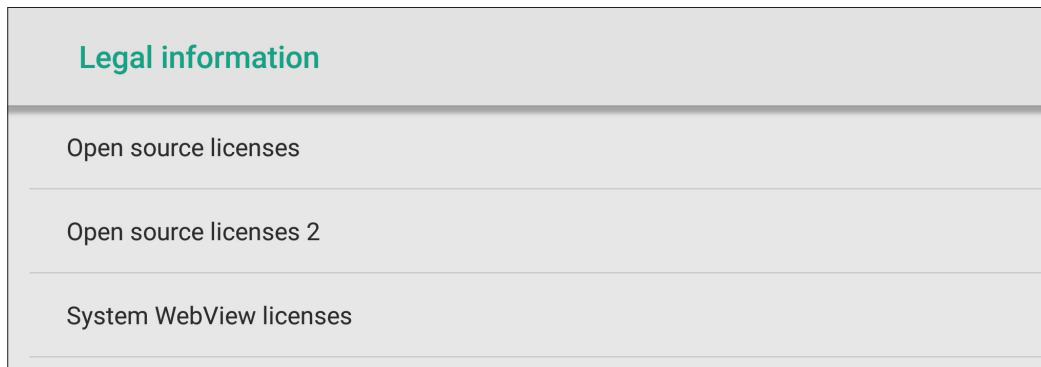 Legal information
Open source licenses
Open source licenses 2
System WebView licenses